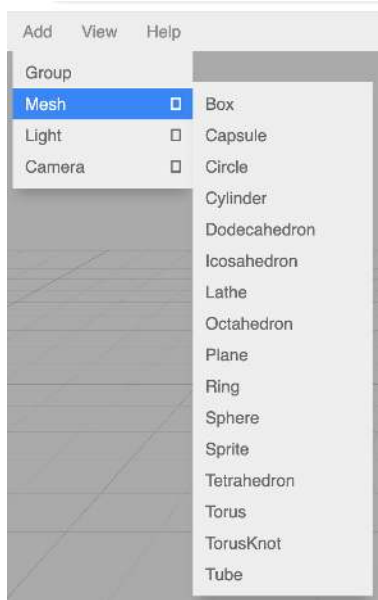 Add View Help
Group
Mesh
Light
Camera
Box
Capsule
Circle
Cylinder
Dodecahedron
Icosahedron
Lathe
Octahedron
Plane
Ring
Sphere
Sprite
Tetrahedron
Torus
TorusKnot
Tube